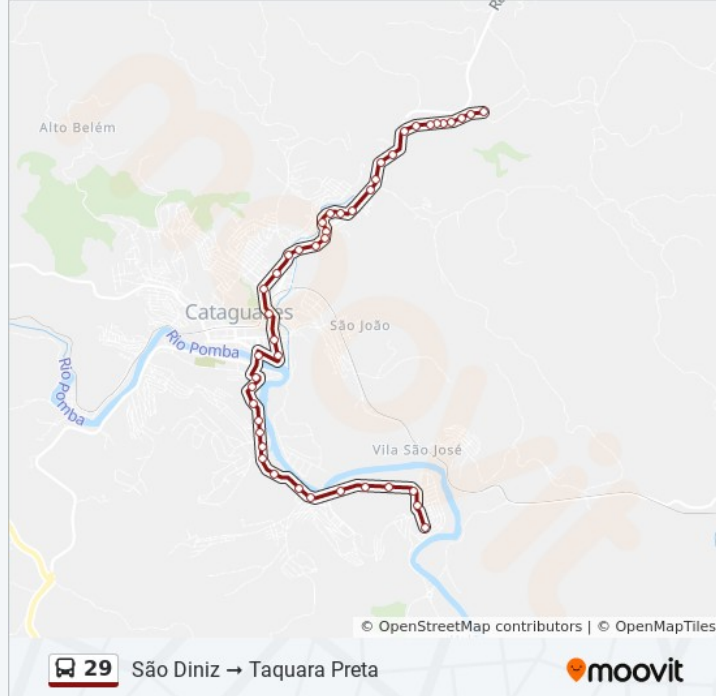 Alto Belém
Cataguases
São João
Rio Pomba
Rio Pomba
Vila São José
moovit
© OpenStreetMap contributors | © OpenMapTiles
29 São Diniz → Taquara Preta
moovit